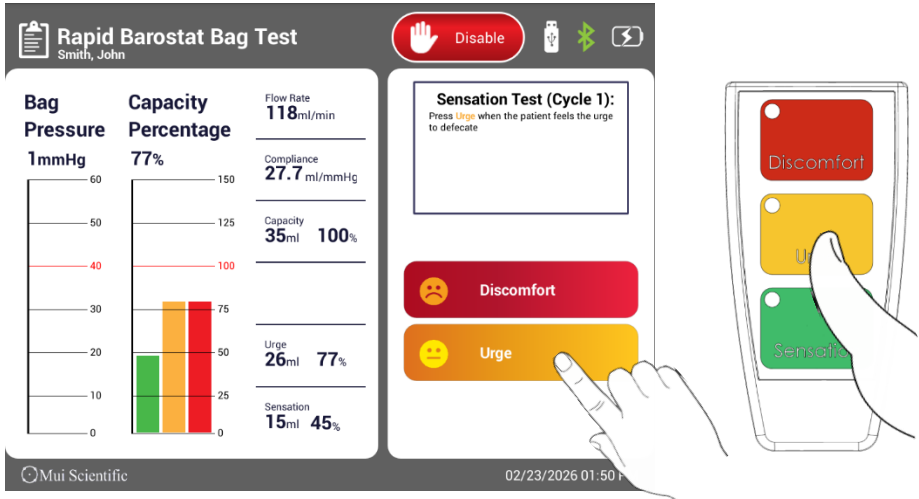 Rapid Barostat Bag Test
Smith, John
Disable
Bag
Pressure
1mmHg
60
50
40
30
20
10
0
Capacity
Percentage
77%
150
125
100
75
50
25
0
Flow Rate
118ml/min
Compliance
27.7 ml/mmHg
Capacity
35ml 100%
Urge
26ml 77%
Sensation
15ml 45%
Sensation Test (Cycle 1):
Press Urge when the patient feels the urge
to defecate
Discomfort
Urge
Mui Scientific
02/23/2026 01:50
Discomfort